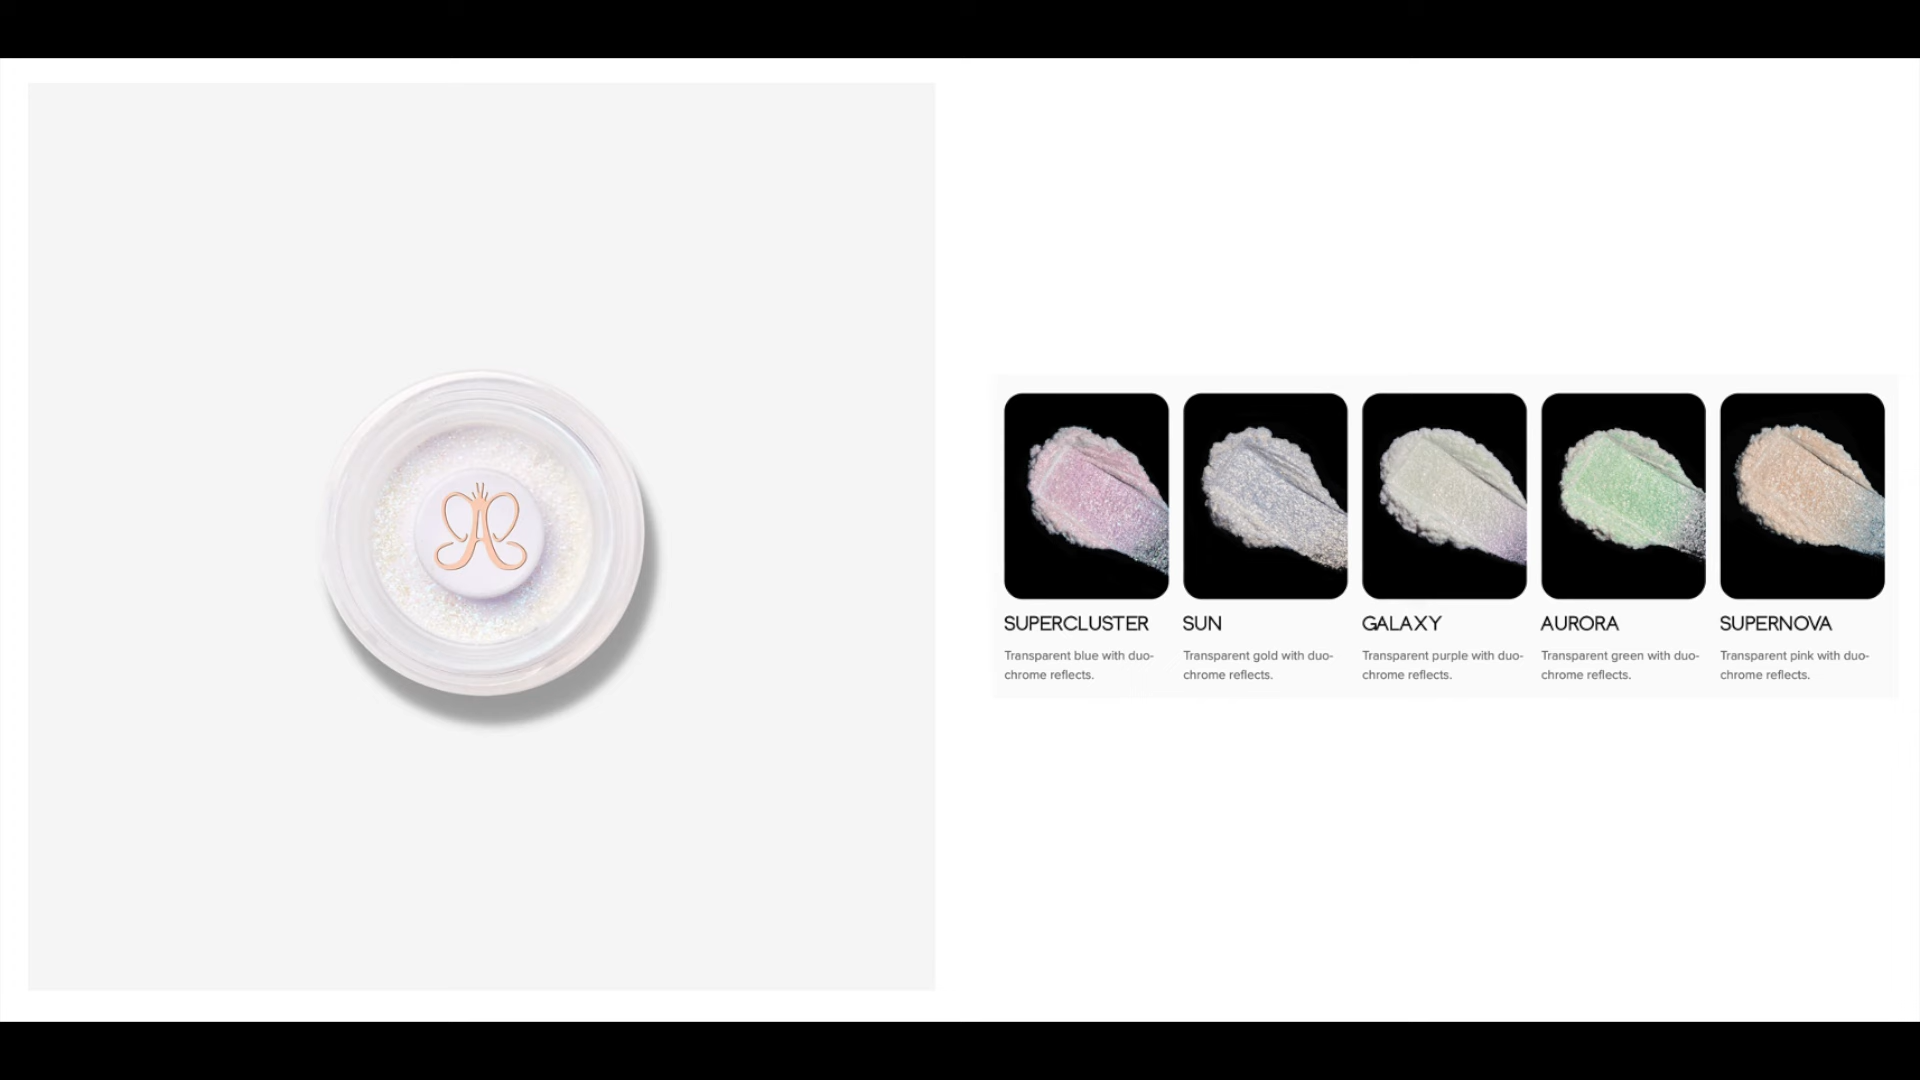 SUPERCLUSTER
Transparent blue with duo-
chrome reflects.
SUN
Transparent gold with duo-
chrome reflects.
GALAXY
Transparent purple with duo-
chrome reflects.
AURORA
Transparent green with duo-
chrome reflects.
SUPERNOVA
Transparent pink with duo-
chrome reflects.